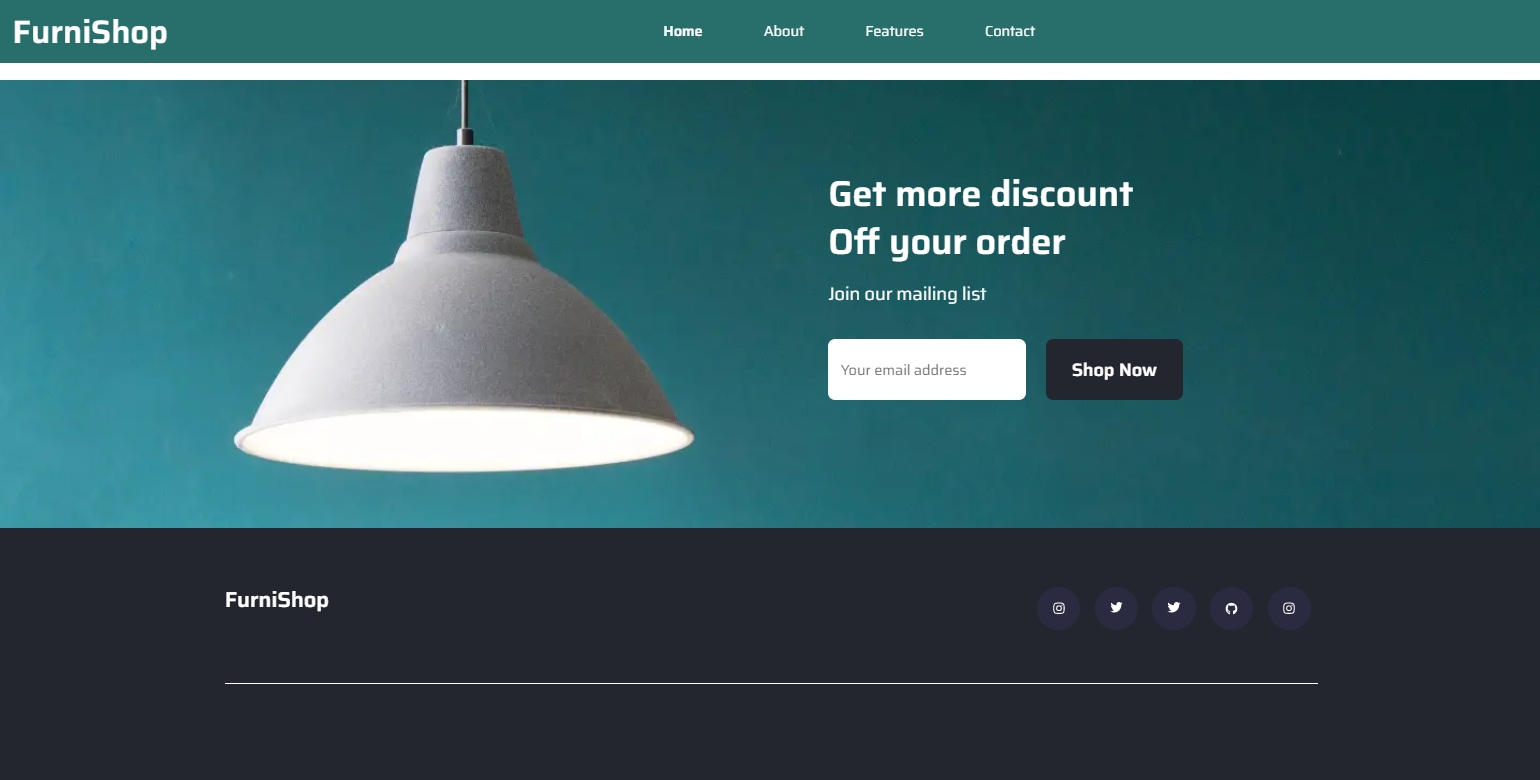 FurniShop
Home About Features Contact
Get more discount
Off your order
Join our mailing list
Your email address
Shop Now
FurniShop